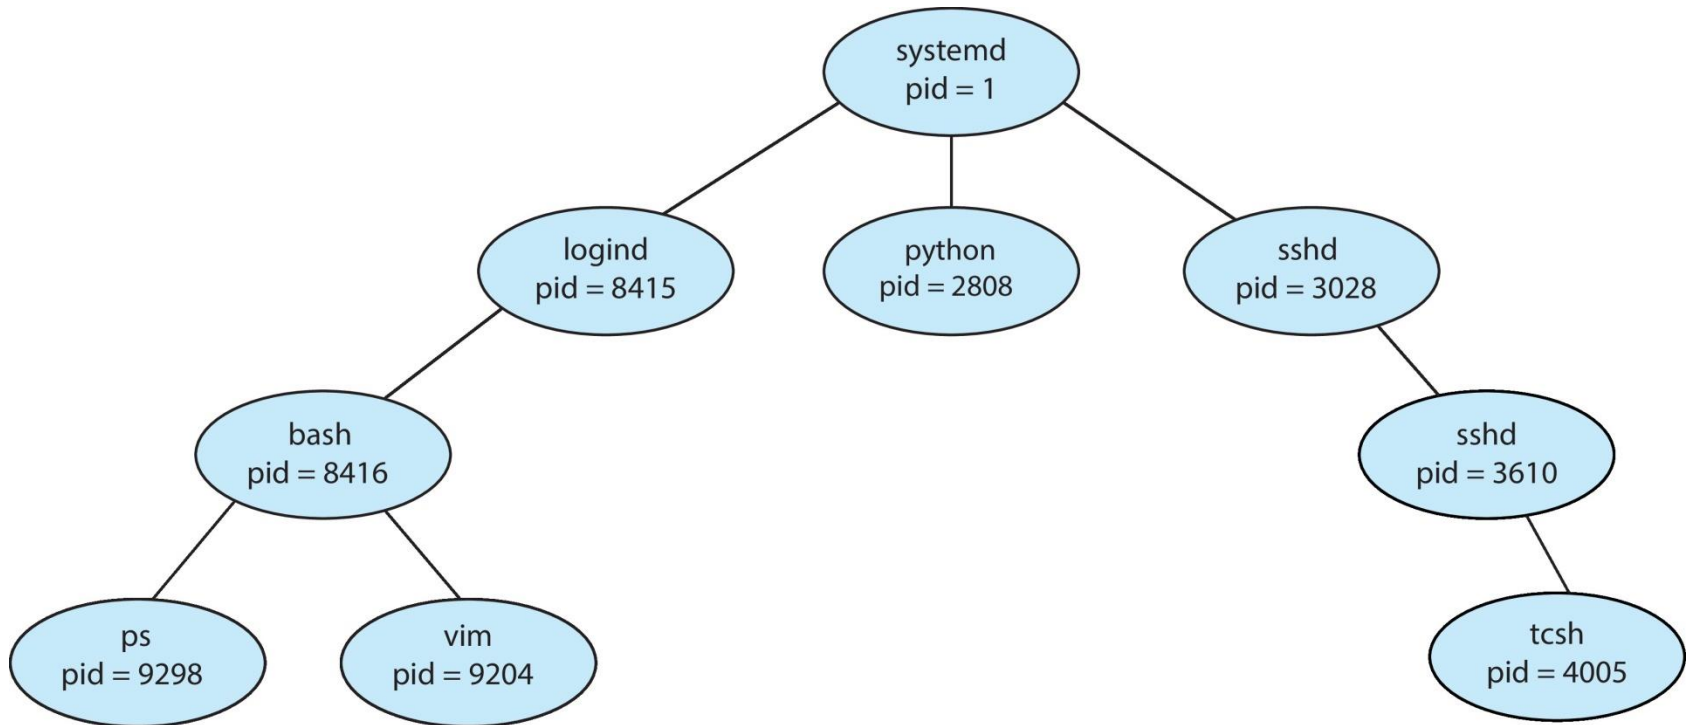 systemd
pid = 1
logind
pid = 8415
python
pid = 2808
sshd
pid = 3028
bash
pid = 8416
sshd
pid = 3610
ps
pid = 9298
vim
pid = 9204
tcsh
pid = 4005